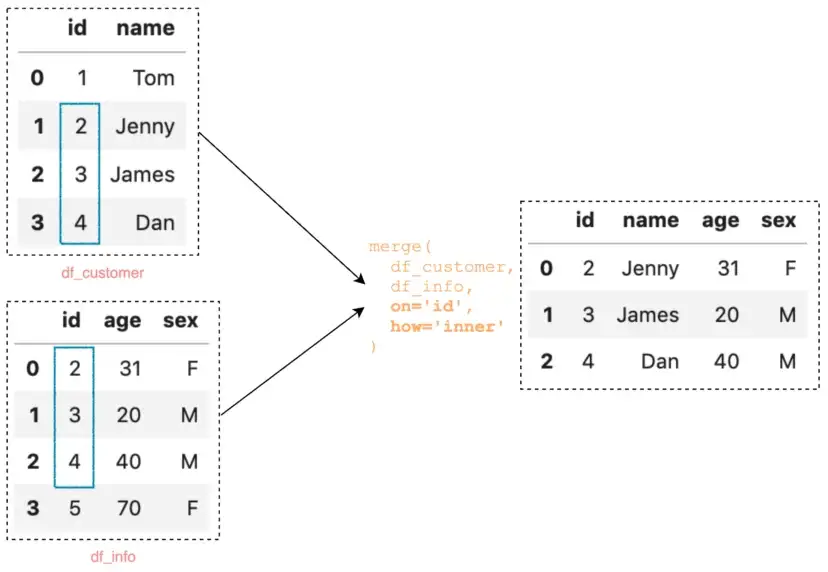 id name
0 1 Tom
1 2 Jenny
2 3 James
3 4 Dan
df_customer
id age sex
0 2 31 F
1 3 20 M
2 4 40 M
3 5 70 F
df_info
merge(
df_customer,
df_info,
on='id',
how='inner'
)
id name age sex
0 2 Jenny 31 F
1 3 James 20 M
2 4 Dan 40 M